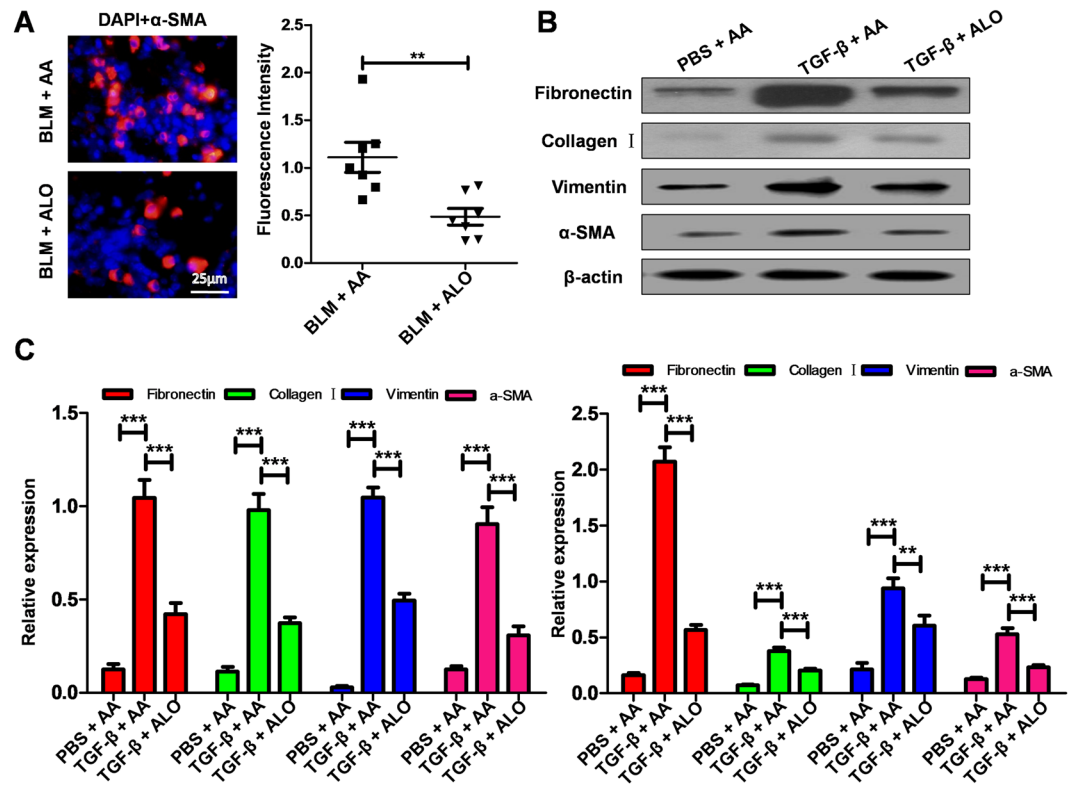 A
DAPI+α-SMA
BLM + AA
BLM + ALO
25μm
Fluorescence Intensity
2.5
2.0
1.5
1.0
0.5
0.0
**
BLM + AA
BLM + ALO
B
PBS + AA
TGF-β + AA
TGF-β + ALO
Fibronectin
Collagen Ⅰ
Vimentin
α-SMA
β-actin
C
Fibronectin Collagen Ⅰ Vimentin a-SMA
Relative expression
1.5
1.0
0.5
0.0
*** *** *** ***
*** *** *** ***
PBS + AA
TGF-β + AA
TGF-β + ALO
PBS + AA
TGF-β + AA
TGF-β + ALO
PBS + AA
TGF-β + AA
TGF-β + ALO
PBS + AA
TGF-β + AA
TGF-β + ALO
Fibronectin Collagen Ⅰ Vimentin a-SMA
Relative expression
2.5
2.0
1.5
1.0
0.5
0.0
*** *** *** ***
*** *** ** ***
PBS + AA
TGF-β + AA
TGF-β + ALO
PBS + AA
TGF-β + AA
TGF-β + ALO
PBS + AA
TGF-β + AA
TGF-β + ALO
PBS + AA
TGF-β + AA
TGF-β + ALO